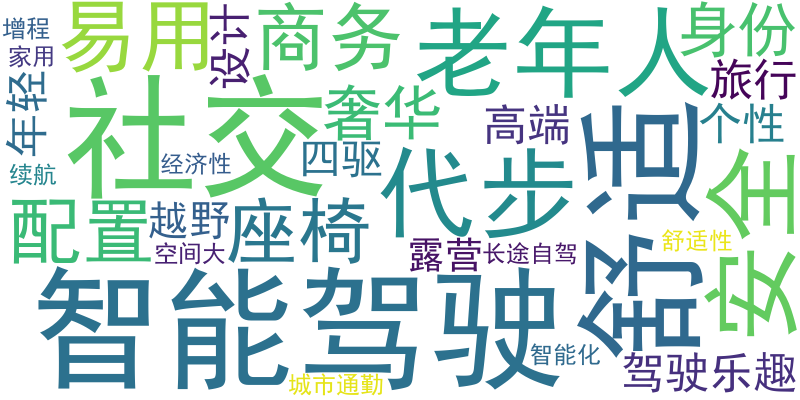 增程
易用
设计
商务
老年人
身份
家用
旅行
年轻
社交
奢华
高端
舒适
个性
经济性
四驱
代步
安全
续航
配置
越野
座椅
空间大
露营
长途自驾
舒适性
智能驾驶
智能化
城市通勤
驾驶乐趣